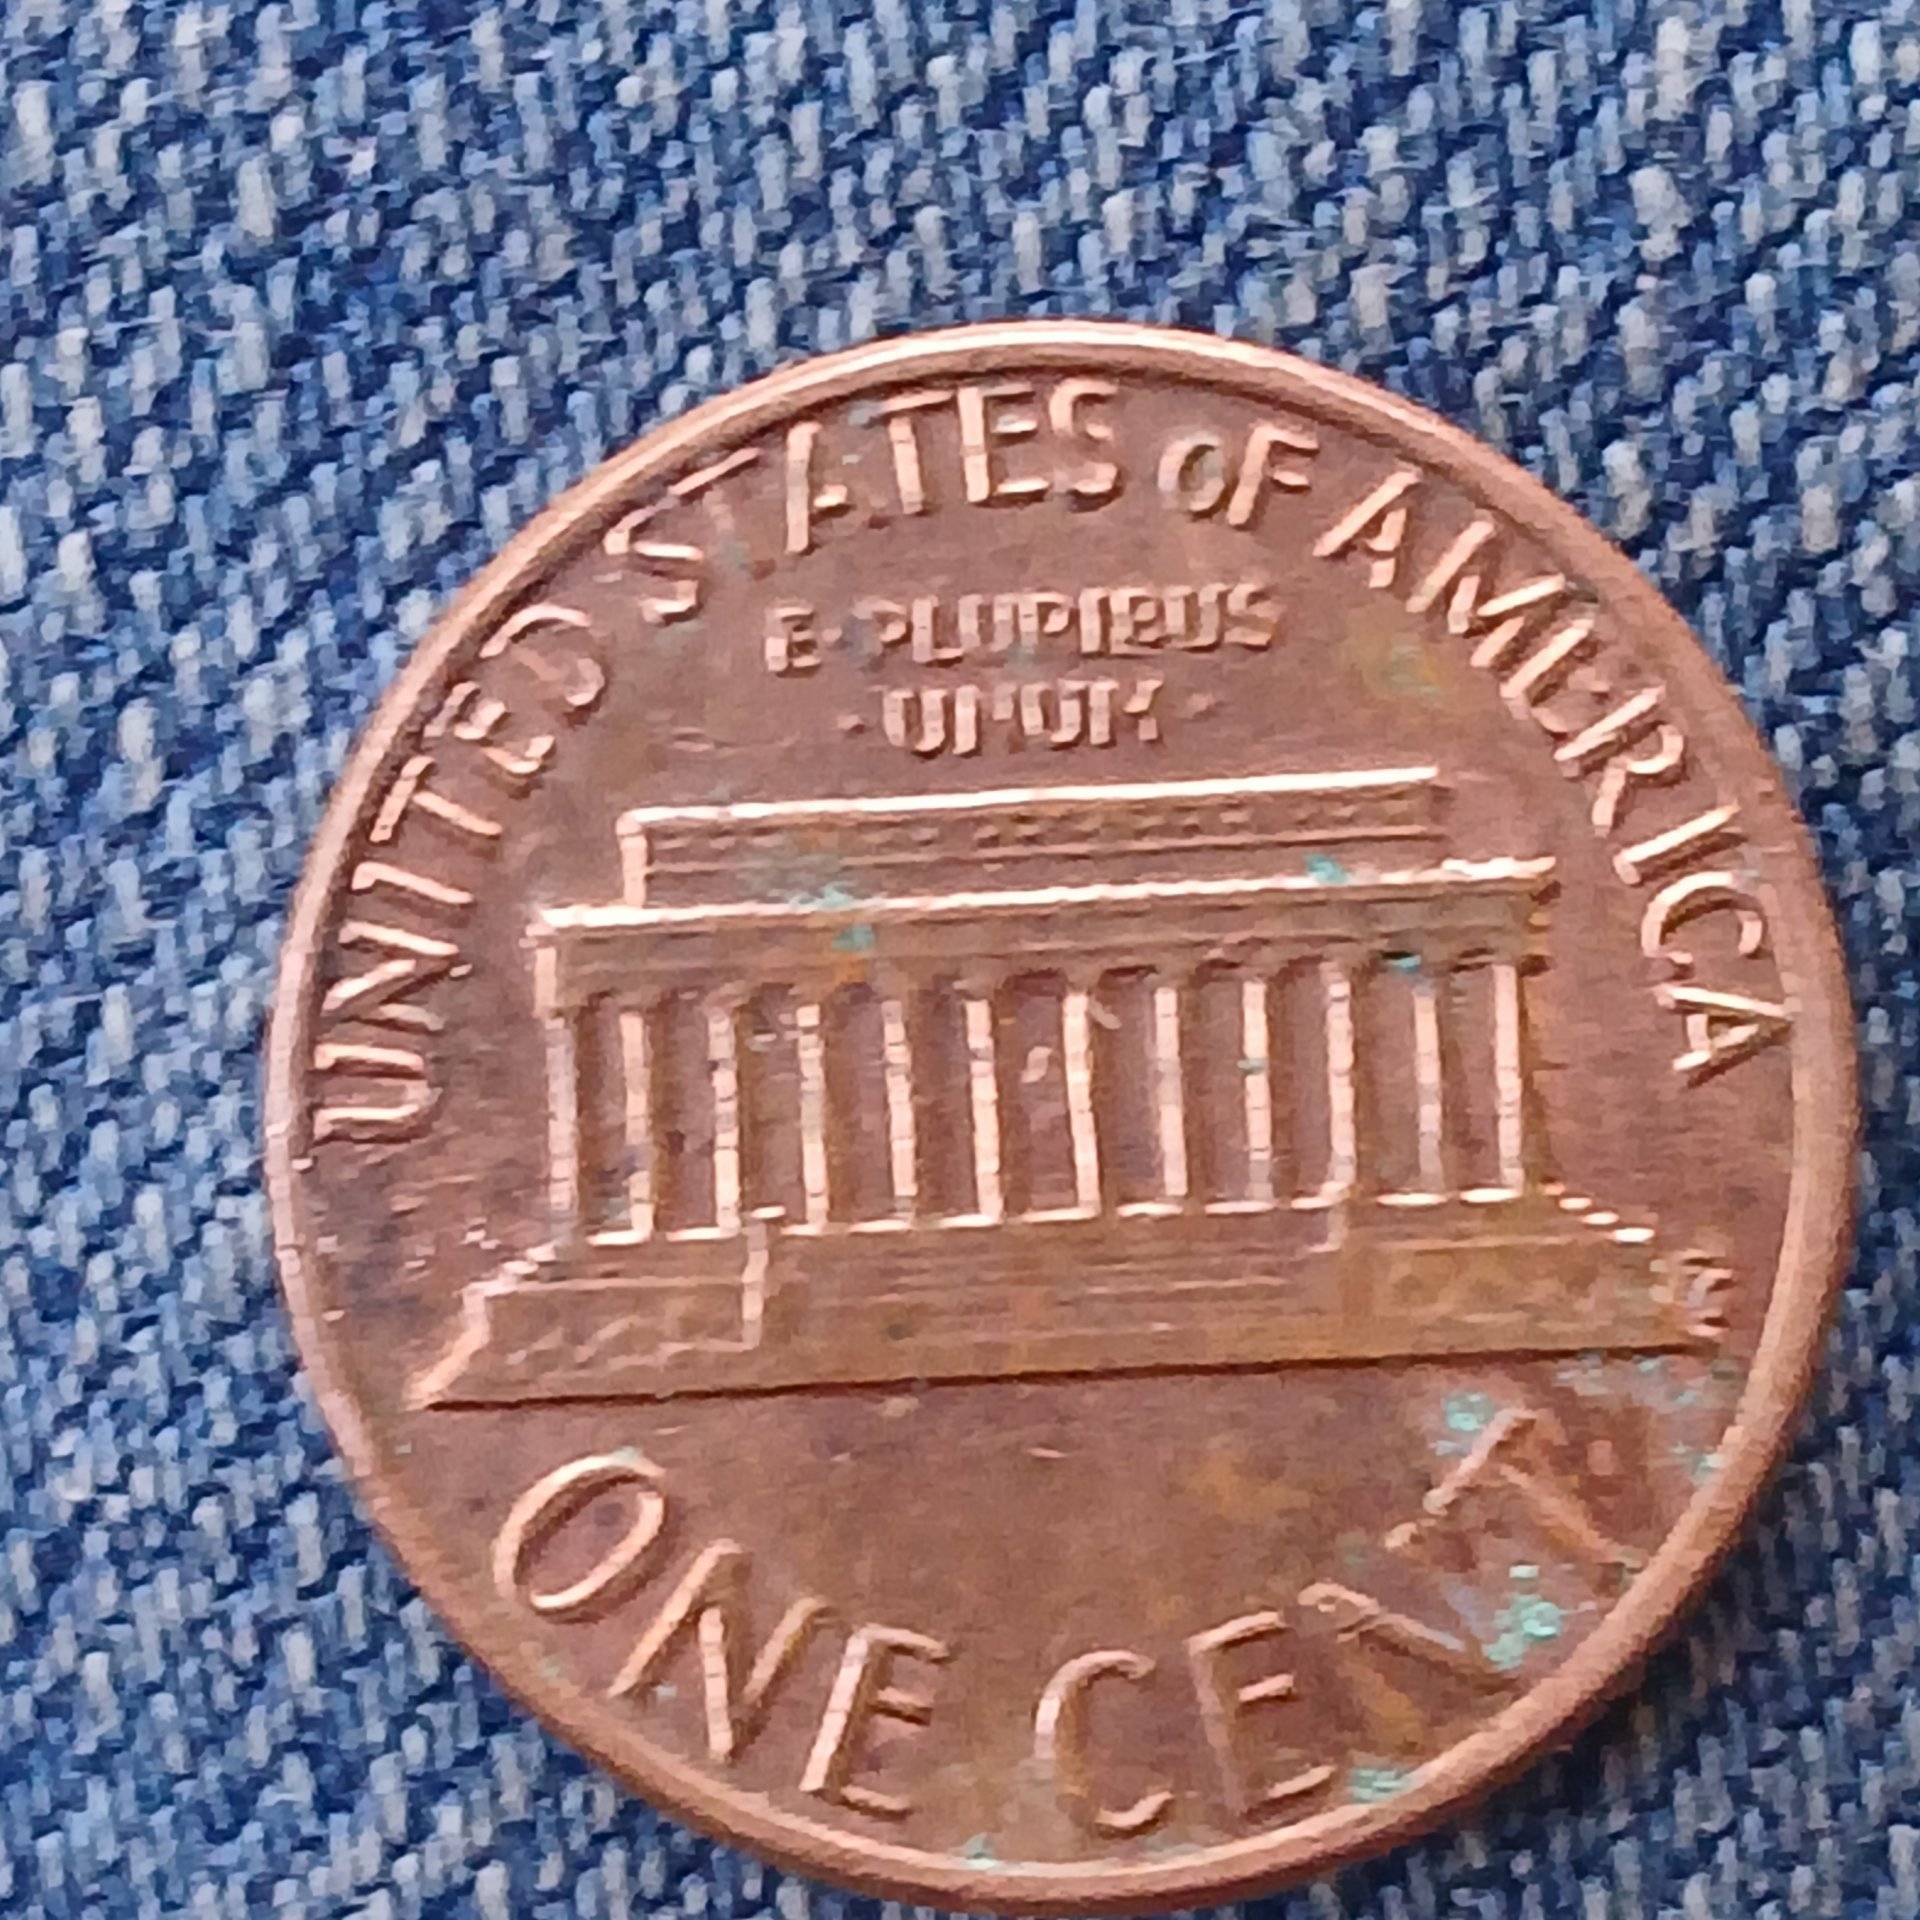 UNITED STATES OF AMERICA
E·PLURIBUS
·UNUM·
ONE CENT